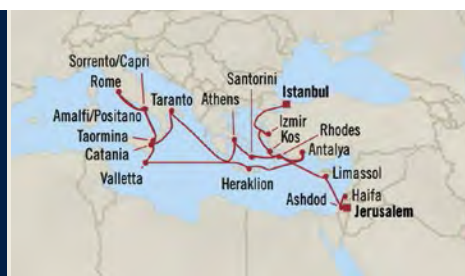 Sorrento/Capri
Rome
Santorini
Taranto
Athens
Istanbul
Amalfi/Positano
Izmir
Kos
Rhodes
Taormina
Antalya
Catania
Limassol
Valletta
Heraklion
Haifa
Ashdod
Jerusalem